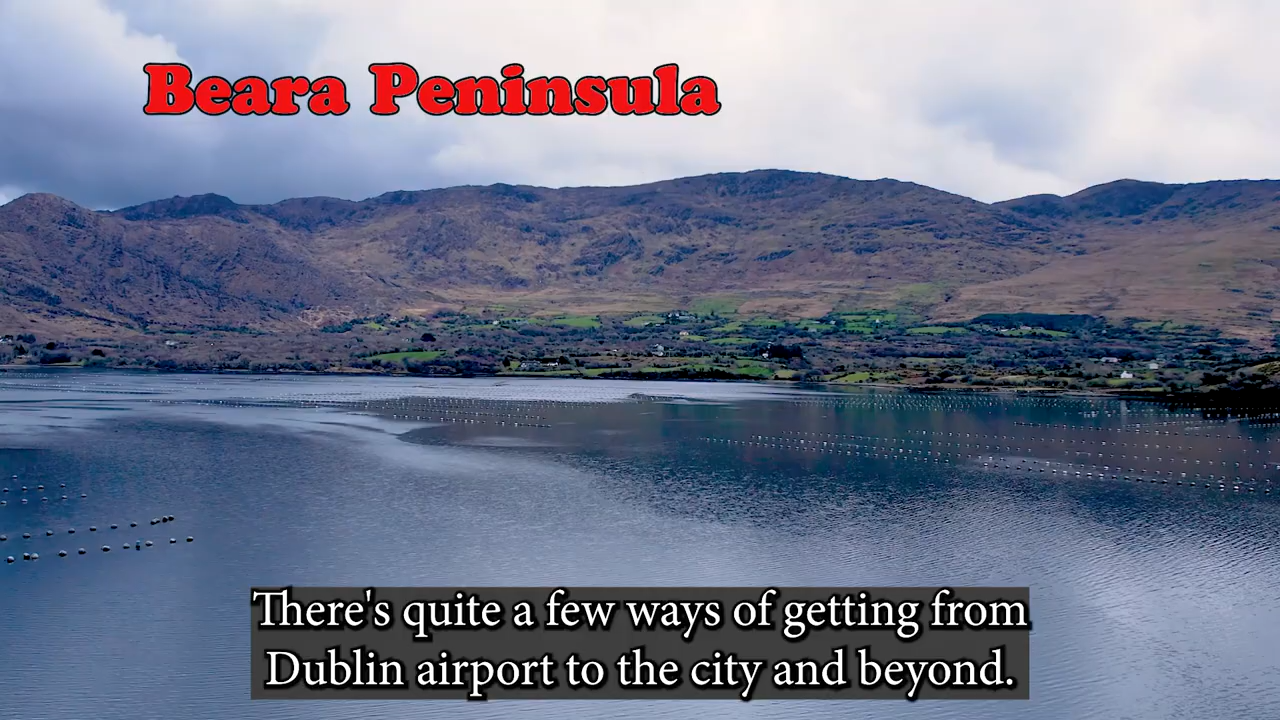 Beara Peninsula
There's quite a few ways of getting from
Dublin airport to the city and beyond.